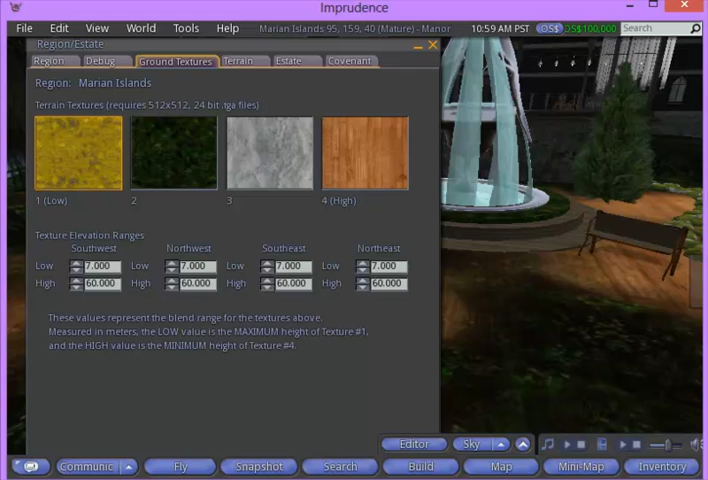 Imprudence
File Edit View World Tools Help Marian Islands 95, 159, 40 (Mature) - Manor 10:59 AM PST OS$ OS$100,000 Search
Region/Estate
Region Debug Ground Textures Terrain Estate Covenant
Region: Marian Islands
Terrain Textures (requires 512x512, 24 bit .tga files)
1 (Low) 2 3 4 (High)
Texture Elevation Ranges
Southwest Northwest Southeast Northeast
Low 7.000 Low 7.000 Low 7.000 Low 7.000
High 60.000 High 60.000 High 60.000 High 60.000
These values represent the blend range for the textures above.
Measured in meters, the LOW value is the MAXIMUM height of Texture #1,
and the HIGH value is the MINIMUM height of Texture #4.
Editor Sky
Communic Fly Snapshot Search Build Map Mini-Map Inventory